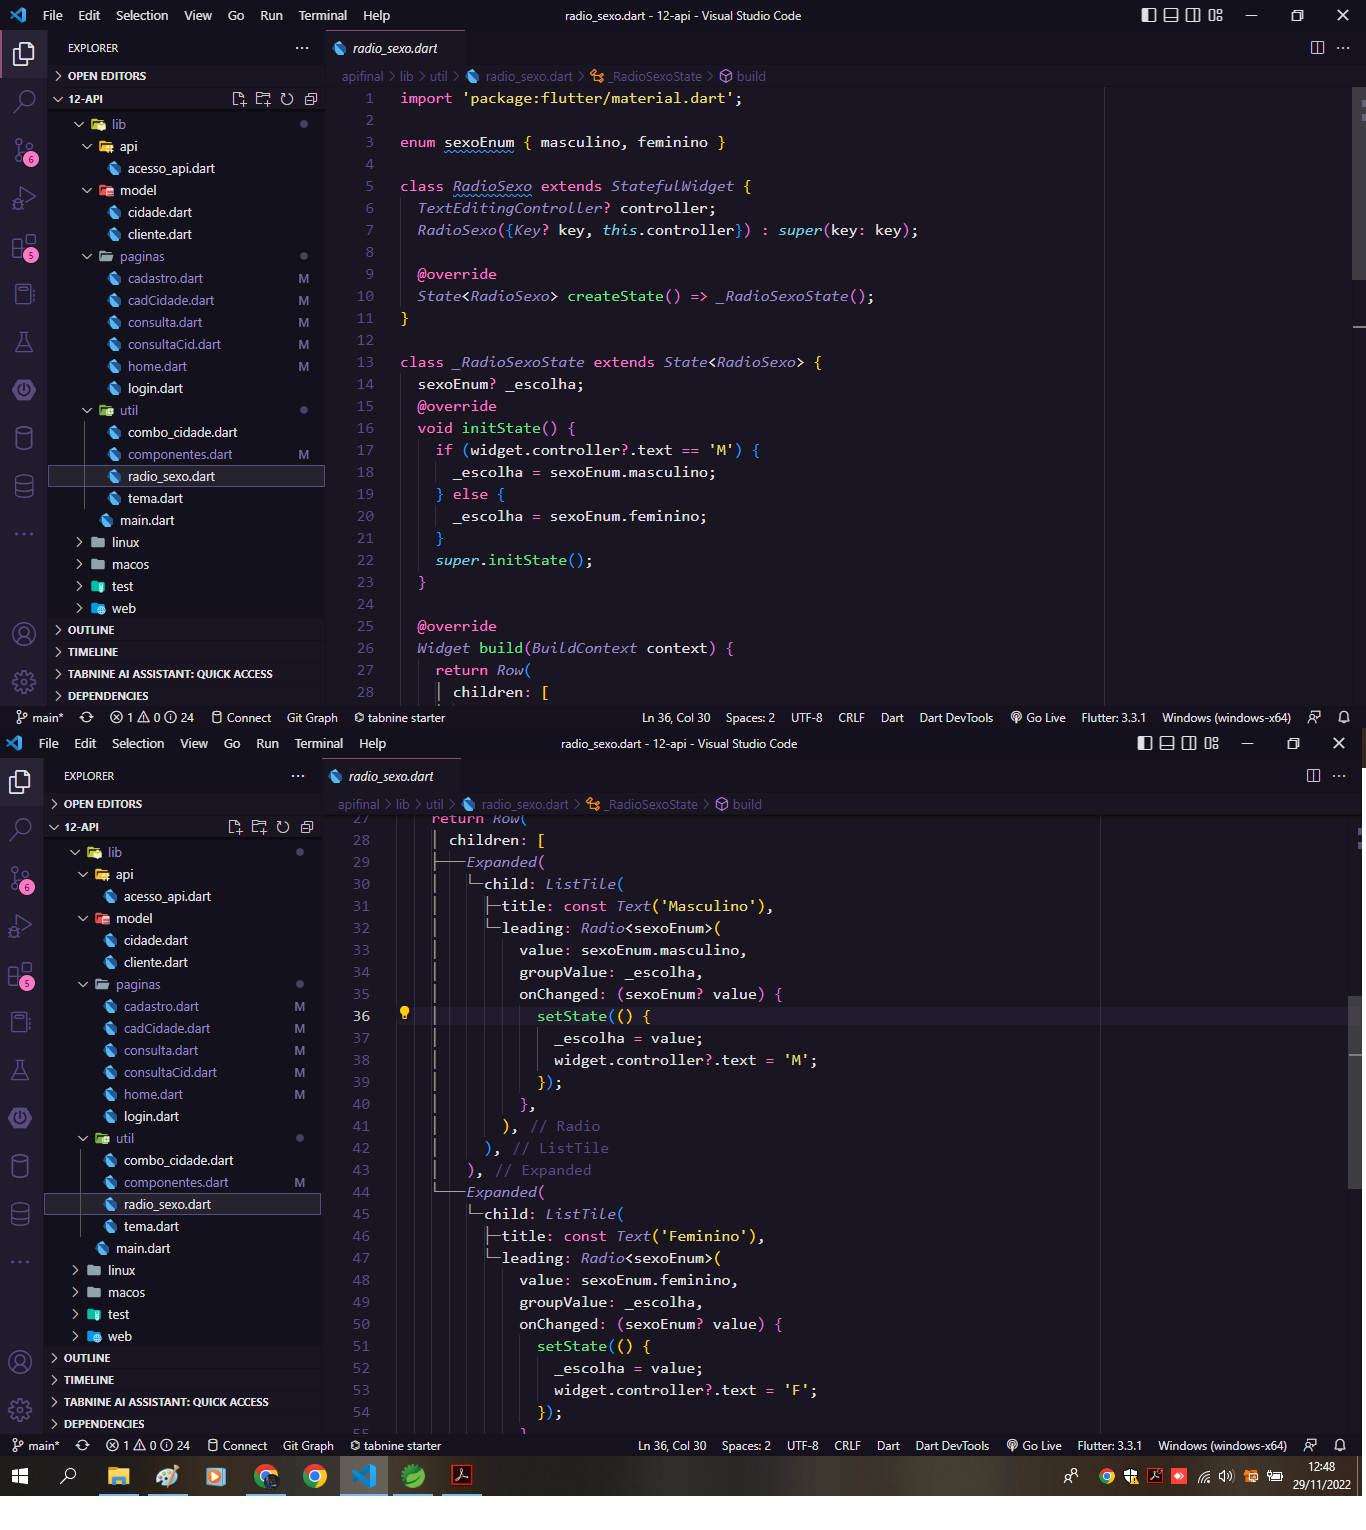 File Edit Selection View Go Run Terminal Help radio_sexo.dart - 12-api - Visual Studio Code
EXPLORER
radio_sexo.dart
OPEN EDITORS
apifinal > lib > util > radio_sexo.dart > _RadioSexoState > build
12-API
lib
api
acesso_api.dart
model
cidade.dart
cliente.dart
paginas
cadastro.dart M
cadCidade.dart M
consulta.dart M
consultaCid.dart M
home.dart M
login.dart
util
combo_cidade.dart
componentes.dart M
radio_sexo.dart
tema.dart
main.dart
linux
macos
test
web
OUTLINE
TIMELINE
TABNINE AI ASSISTANT: QUICK ACCESS
DEPENDENCIES
6
5
1 import 'package:flutter/material.dart';
2
3 enum sexoEnum { masculino, feminino }
4
5 class RadioSexo extends StatefulWidget {
6 TextEditingController? controller;
7 RadioSexo({Key? key, this.controller}) : super(key: key);
8
9 @override
10 State<RadioSexo> createState() => _RadioSexoState();
11 }
12
13 class _RadioSexoState extends State<RadioSexo> {
14 sexoEnum? _escolha;
15 @override
16 void initState() {
17 if (widget.controller?.text == 'M') {
18 _escolha = sexoEnum.masculino;
19 } else {
20 _escolha = sexoEnum.feminino;
21 }
22 super.initState();
23 }
24
25 @override
26 Widget build(BuildContext context) {
27 return Row(
28 children: [
main* 1 0 24 Connect Git Graph tabnine starter Ln 36, Col 30 Spaces: 2 UTF-8 CRLF Dart Dart DevTools Go Live Flutter: 3.3.1 Windows (windows-x64)
File Edit Selection View Go Run Terminal Help radio_sexo.dart - 12-api - Visual Studio Code
EXPLORER
radio_sexo.dart
OPEN EDITORS
apifinal > lib > util > radio_sexo.dart > _RadioSexoState > build
12-API
lib
api
acesso_api.dart
model
cidade.dart
cliente.dart
paginas
cadastro.dart M
cadCidade.dart M
consulta.dart M
consultaCid.dart M
home.dart M
login.dart
util
combo_cidade.dart
componentes.dart M
radio_sexo.dart
tema.dart
main.dart
linux
macos
test
web
OUTLINE
TIMELINE
TABNINE AI ASSISTANT: QUICK ACCESS
DEPENDENCIES
6
5
27 return Row(
28 children: [
29 Expanded(
30 child: ListTile(
31 title: const Text('Masculino'),
32 leading: Radio<sexoEnum>(
33 value: sexoEnum.masculino,
34 groupValue: _escolha,
35 onChanged: (sexoEnum? value) {
36 setState(() {
37 _escolha = value;
38 widget.controller?.text = 'M';
39 });
40 },
41 ), // Radio
42 ), // ListTile
43 ), // Expanded
44 Expanded(
45 child: ListTile(
46 title: const Text('Feminino'),
47 leading: Radio<sexoEnum>(
48 value: sexoEnum.feminino,
49 groupValue: _escolha,
50 onChanged: (sexoEnum? value) {
51 setState(() {
52 _escolha = value;
53 widget.controller?.text = 'F';
54 });
main* 1 0 24 Connect Git Graph tabnine starter Ln 36, Col 30 Spaces: 2 UTF-8 CRLF Dart Dart DevTools Go Live Flutter: 3.3.1 Windows (windows-x64)
12:48
29/11/2022